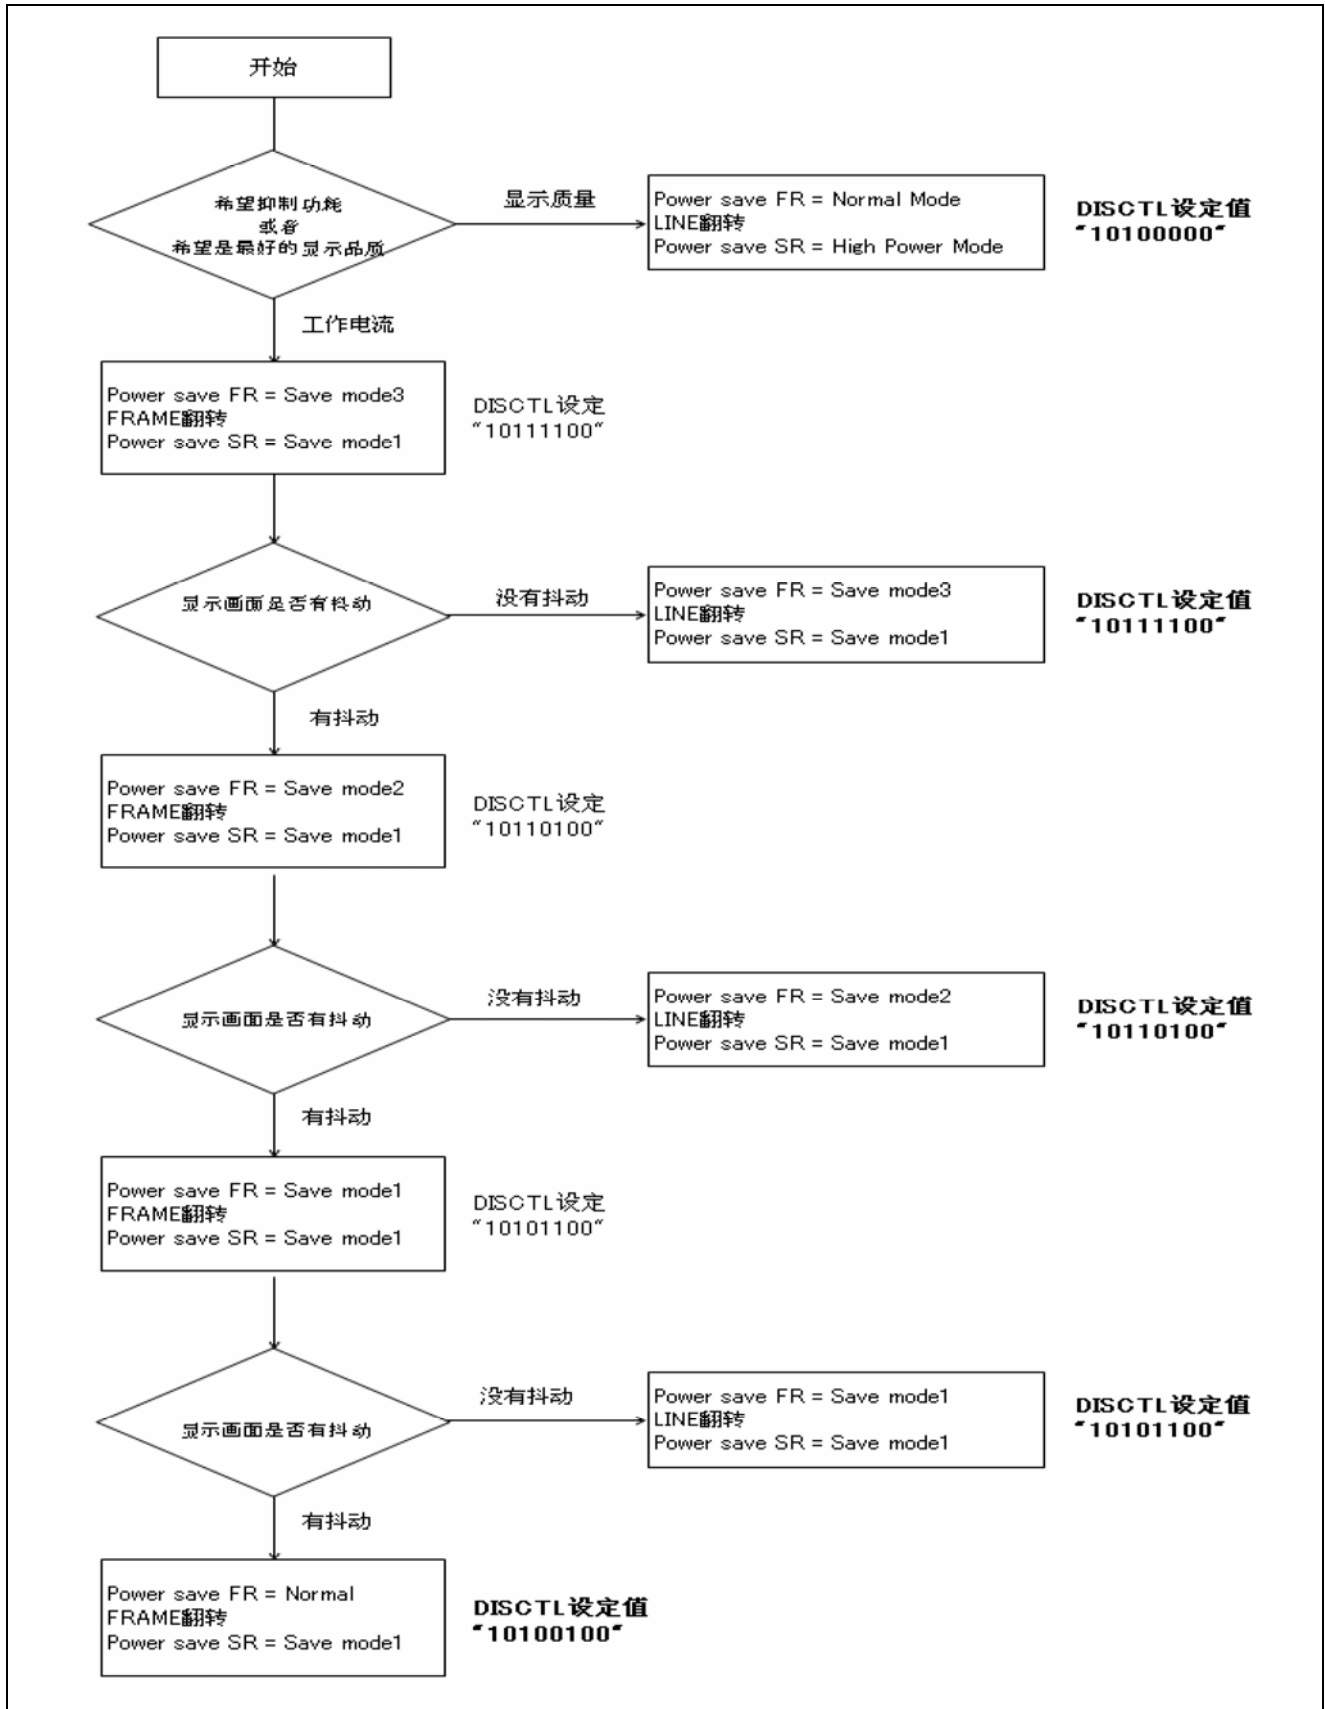 开始
希望抑制功能
或者
希望是最好的显示品质
显示质量
Power save FR = Normal Mode
LINE翻转
Power save SR = High Power Mode
DISCTL设定值
“10100000“
工作电流
Power save FR = Save mode3
FRAME翻转
Power save SR = Save mode1
DISCTL设定
“10111100“
显示画面是否有抖动
没有抖动
Power save FR = Save mode3
LINE翻转
Power save SR = Save mode1
DISCTL设定值
“10111100“
有抖动
Power save FR = Save mode2
FRAME翻转
Power save SR = Save mode1
DISCTL设定
“10110100“
显示画面是否有抖动
没有抖动
Power save FR = Save mode2
LINE翻转
Power save SR = Save mode1
DISCTL设定值
“10110100“
有抖动
Power save FR = Save mode1
FRAME翻转
Power save SR = Save mode1
DISCTL设定
“10101100“
显示画面是否有抖动
没有抖动
Power save FR = Save mode1
LINE翻转
Power save SR = Save mode1
DISCTL设定值
“10101100“
有抖动
Power save FR = Normal
FRAME翻转
Power save SR = Save mode1
DISCTL设定值
“10100100“